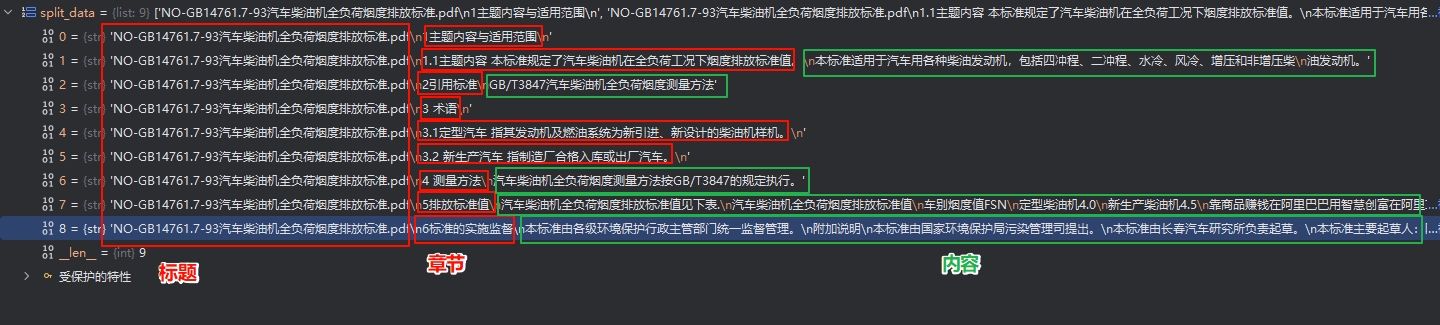 split_data = {list: 9} ['NO-GB14761.7-93汽车柴油机全负荷烟度排放标准.pdf\n1主题内容与适用范围\n', 'NO-GB14761.7-93汽车柴油机全负荷烟度排放标准.pdf\n1.1主题内容 本标准规定了汽车柴油机在全负荷工况下烟度排放标准值。\n本标准适用于汽车用各
0 = {str} 'NO-GB14761.7-93汽车柴油机全负荷烟度排放标准.pdf\n1主题内容与适用范围\n'
1 = {str} 'NO-GB14761.7-93汽车柴油机全负荷烟度排放标准.pdf\n1.1主题内容 本标准规定了汽车柴油机在全负荷工况下烟度排放标准值。\n本标准适用于汽车用各种柴油发动机，包括四冲程、二冲程、水冷、风冷、增压和非增压柴\n油发动机。'
2 = {str} 'NO-GB14761.7-93汽车柴油机全负荷烟度排放标准.pdf\n2引用标准\nGB/T3847汽车柴油机全负荷烟度测量方法'
3 = {str} 'NO-GB14761.7-93汽车柴油机全负荷烟度排放标准.pdf\n3 术语\n'
4 = {str} 'NO-GB14761.7-93汽车柴油机全负荷烟度排放标准.pdf\n3.1定型汽车 指其发动机及燃油系统为新引进、新设计的柴油机样机。\n'
5 = {str} 'NO-GB14761.7-93汽车柴油机全负荷烟度排放标准.pdf\n3.2 新生产汽车 指制造厂合格入库或出厂汽车。\n'
6 = {str} 'NO-GB14761.7-93汽车柴油机全负荷烟度排放标准.pdf\n4 测量方法\n汽车柴油机全负荷烟度测量方法按GB/T3847的规定执行。'
7 = {str} 'NO-GB14761.7-93汽车柴油机全负荷烟度排放标准.pdf\n5排放标准值\n汽车柴油机全负荷烟度排放标准值见下表.\n汽车柴油机全负荷烟度排放标准值\n车别烟度值FSN\n定型柴油机4.0\n新生产柴油机4.5\n靠商品赚钱在阿里巴巴用智慧创富在阿里
8 = {str} 'NO-GB14761.7-93汽车柴油机全负荷烟度排放标准.pdf\n6标准的实施监督\n本标准由各级环境保护行政主管部门统一监督管理。\n附加说明\n本标准由国家环境保护局污染管理司提出。\n本标准由长春汽车研究所负责起草。\n本标准主要起草人：
__len__ = {int} 9
受保护的特性
标题
章节
内容